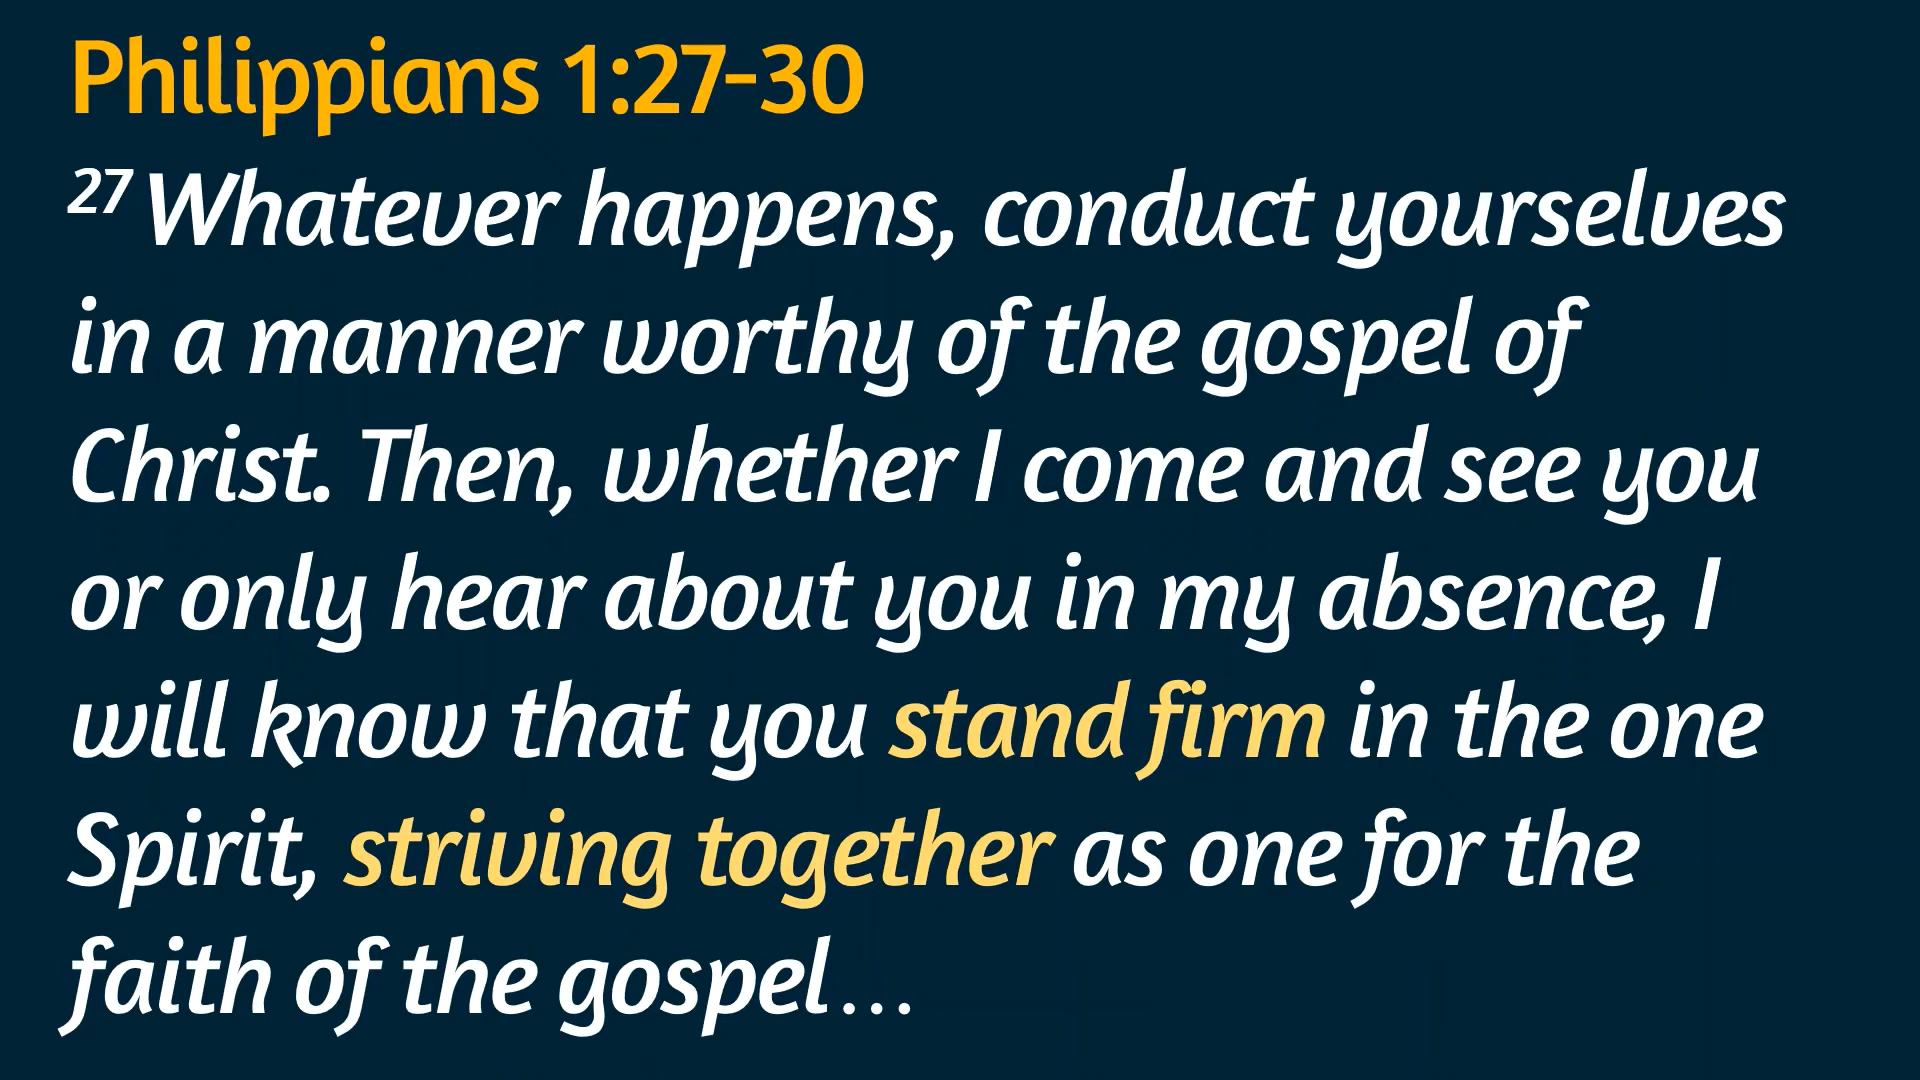 Philippians 1:27-30
27 Whatever happens, conduct yourselves
in a manner worthy of the gospel of
Christ. Then, whether I come and see you
or only hear about you in my absence, I
will know that you stand firm in the one
Spirit, striving together as one for the
faith of the gospel…